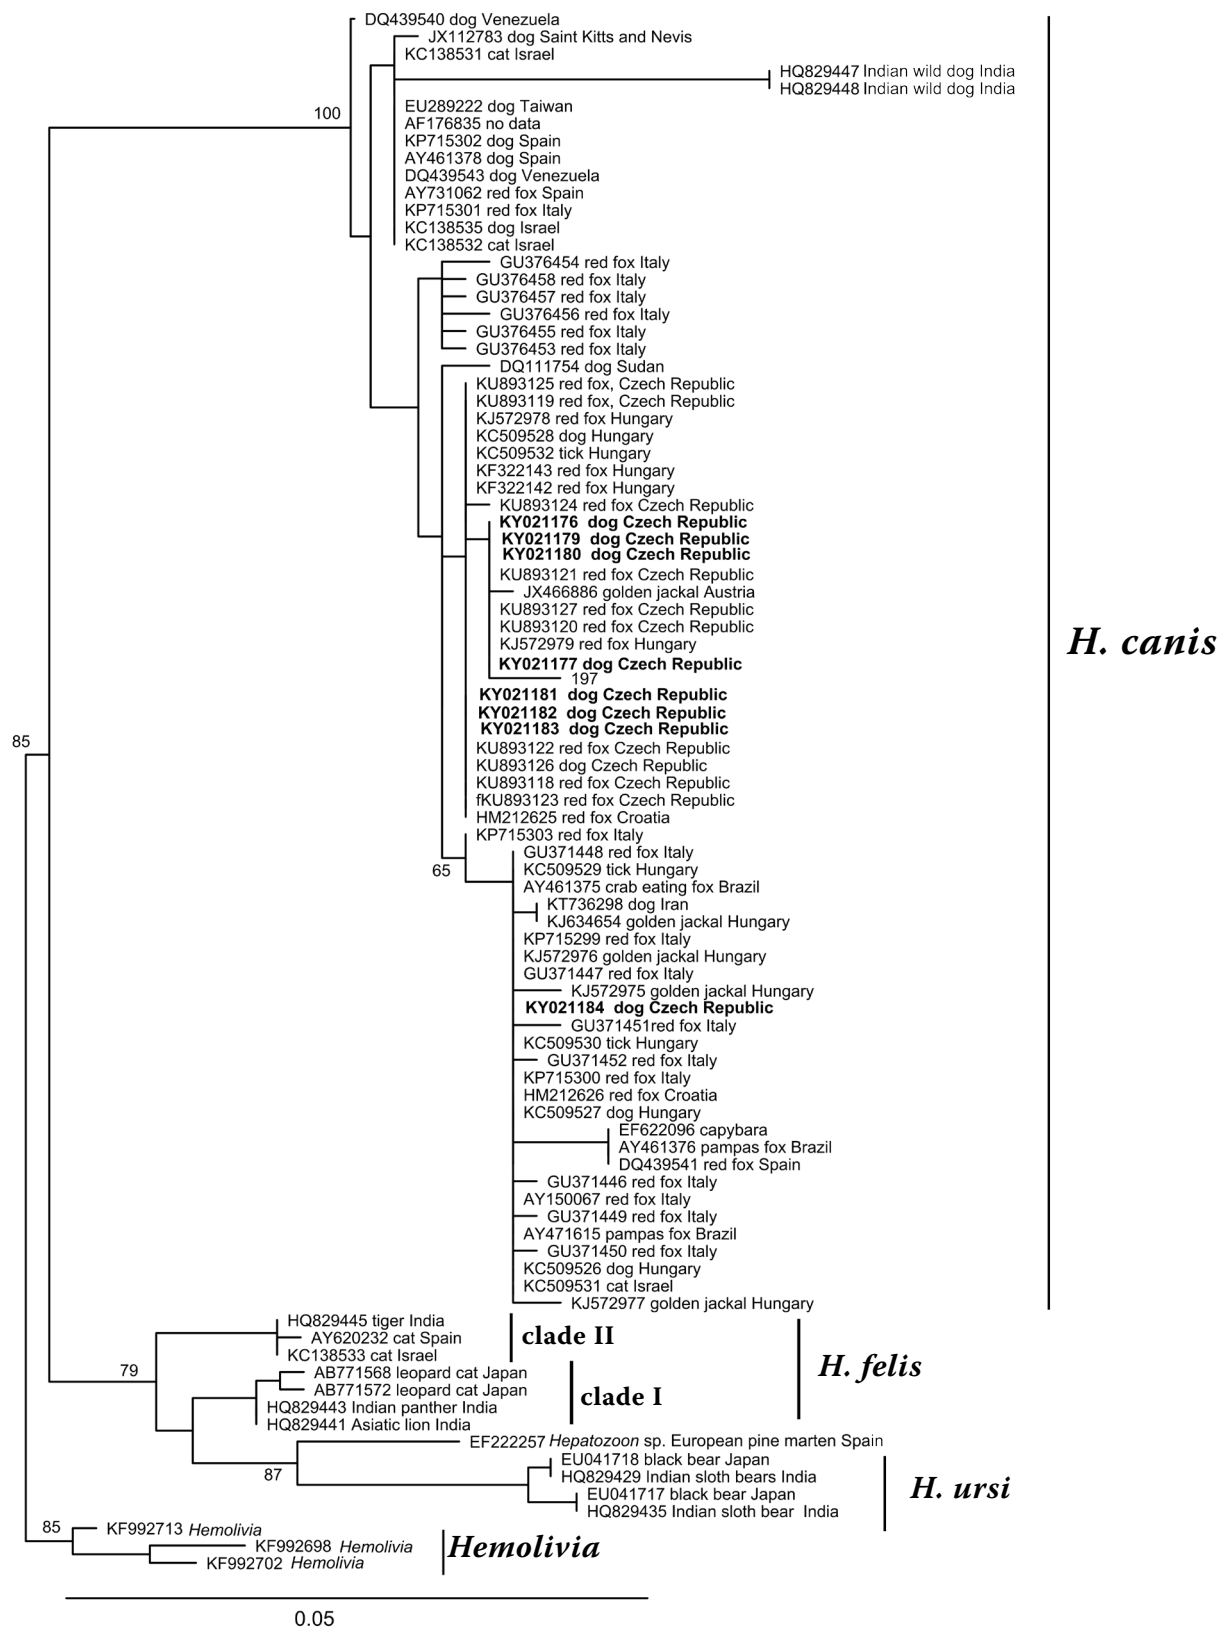 DQ439540 dog Venezuela
JX112783 dog Saint Kitts and Nevis
KC138531 cat Israel
HQ829447 Indian wild dog India
HQ829448 Indian wild dog India
100
EU289222 dog Taiwan
AF176835 no data
KP715302 dog Spain
AY461378 dog Spain
DQ439543 dog Venezuela
AY731062 red fox Spain
KP715301 red fox Italy
KC138535 dog Israel
KC138532 cat Israel
GU376454 red fox Italy
GU376458 red fox Italy
GU376457 red fox Italy
GU376456 red fox Italy
GU376455 red fox Italy
GU376453 red fox Italy
DQ111754 dog Sudan
KU893125 red fox, Czech Republic
KU893119 red fox, Czech Republic
KJ572978 red fox Hungary
KC509528 dog Hungary
KC509532 tick Hungary
KF322143 red fox Hungary
KF322142 red fox Hungary
KU893124 red fox Czech Republic
KY021176 dog Czech Republic
KY021179 dog Czech Republic
KY021180 dog Czech Republic
KU893121 red fox Czech Republic
JX466886 golden jackal Austria
KU893127 red fox Czech Republic
KU893120 red fox Czech Republic
KJ572979 red fox Hungary
H. canis
KY021177 dog Czech Republic
197
KY021181 dog Czech Republic
KY021182 dog Czech Republic
KY021183 dog Czech Republic
85
KU893122 red fox Czech Republic
KU893126 dog Czech Republic
KU893118 red fox Czech Republic
fKU893123 red fox Czech Republic
HM212625 red fox Croatia
KP715303 red fox Italy
GU371448 red fox Italy
65
KC509529 tick Hungary
AY461375 crab eating fox Brazil
KT736298 dog Iran
KJ634654 golden jackal Hungary
KP715299 red fox Italy
KJ572976 golden jackal Hungary
GU371447 red fox Italy
KJ572975 golden jackal Hungary
KY021184 dog Czech Republic
GU371451red fox Italy
KC509530 tick Hungary
GU371452 red fox Italy
KP715300 red fox Italy
HM212626 red fox Croatia
KC509527 dog Hungary
EF622096 capybara
AY461376 pampas fox Brazil
DQ439541 red fox Spain
GU371446 red fox Italy
AY150067 red fox Italy
GU371449 red fox Italy
AY471615 pampas fox Brazil
GU371450 red fox Italy
KC509526 dog Hungary
KC509531 cat Israel
KJ572977 golden jackal Hungary
HQ829445 tiger India
AY620232 cat Spain
clade II
KC138533 cat Israel
79
AB771568 leopard cat Japan
H. felis
AB771572 leopard cat Japan
clade I
HQ829443 Indian panther India
HQ829441 Asiatic lion India
EF222257 Hepatozoon sp. European pine marten Spain
EU041718 black bear Japan
87
HQ829429 Indian sloth bears India
H. ursi
EU041717 black bear Japan
HQ829435 Indian sloth bear India
85
KF992713 Hemolivia
KF992698 Hemolivia
Hemolivia
KF992702 Hemolivia
0.05